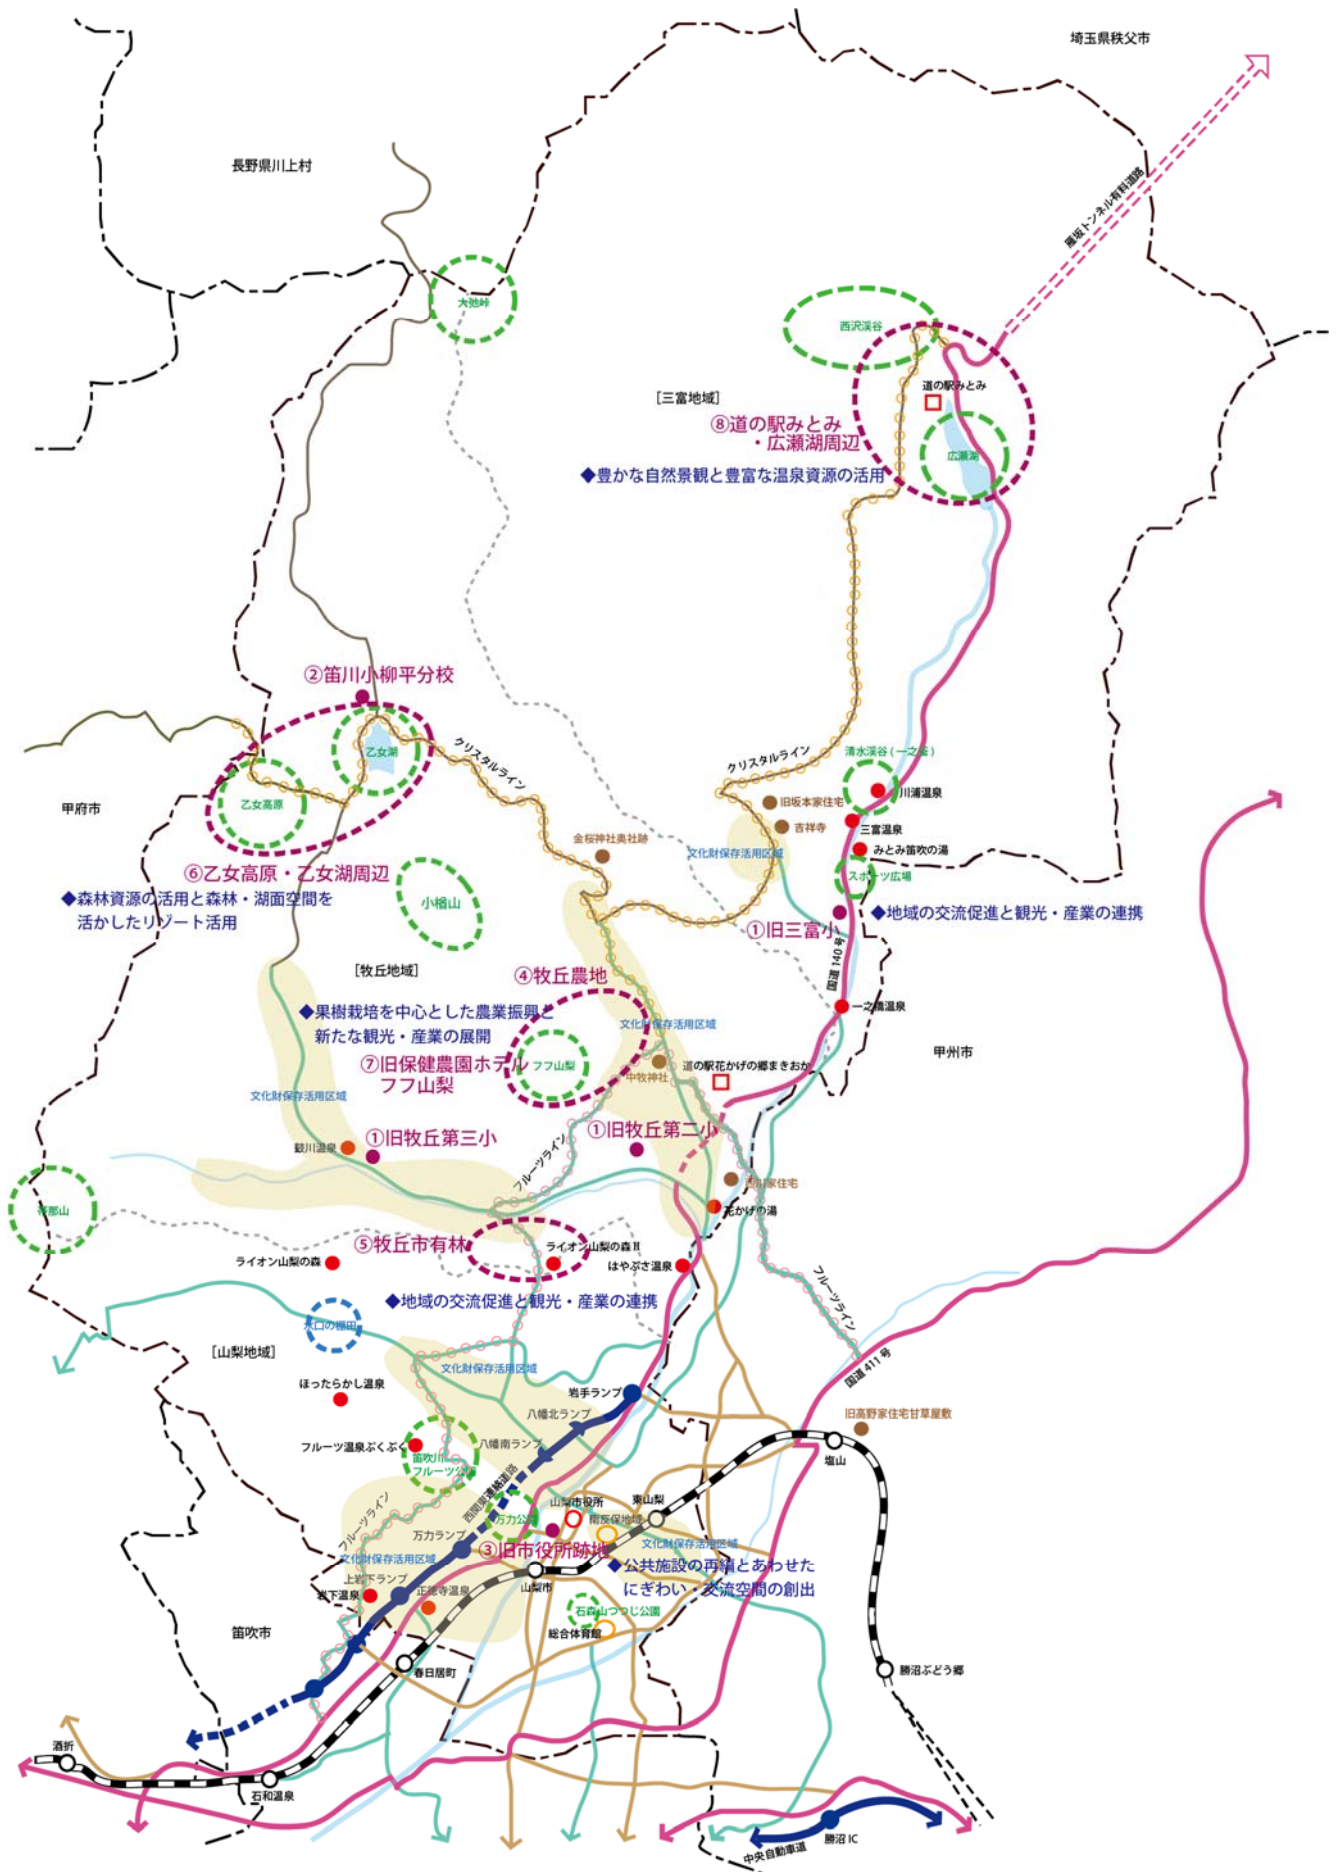 埼玉県秩父市
長野県川上村
雁坂トンネル有料道路
大弛峠
西沢渓谷
道の駅みとみ
[三富地域]
⑧道の駅みとみ
・広瀬湖周辺
広瀬湖
◆豊かな自然景観と豊富な温泉資源の活用
②笛川小柳平分校
乙女湖
クリスタルライン
クリスタルライン
清水渓谷(一之釜)
川浦温泉
甲府市
乙女高原
旧坂本家住宅
吉祥寺
三富温泉
金桜神社奥社跡
文化財保存活用区域
みとみ笛吹の湯
スポーツ広場
⑥乙女高原・乙女湖周辺
◆森林資源の活用と森林・湖面空間を
活かしたリゾート活用
小楢山
◆地域の交流促進と観光・産業の連携
①旧三富小
国道140号
[牧丘地域]
④牧丘農地
一之橋温泉
◆果樹栽培を中心とした農業振興と
新たな観光・産業の展開
文化財保存活用区域
甲州市
⑦旧保健農園ホテル
フフ山梨
フフ山梨
中牧神社
道の駅花かげの郷まきおか
文化財保存活用区域
鼓川温泉
①旧牧丘第三小
①旧牧丘第二小
フルーツライン
西川家住宅
花かげの湯
帯那山
⑤牧丘市有林
ライオン山梨の森
ライオン山梨の森Ⅱ
はやぶさ温泉
フルーツライン
◆地域の交流促進と観光・産業の連携
水口の棚田
[山梨地域]
文化財保存活用区域
国道411号
ほったらかし温泉
岩手ランプ
八幡北ランプ
旧高野家住宅甘草屋敷
フルーツ温泉ぷくぷく
八幡南ランプ
笛吹川
フルーツ公園
塩山
西関東連絡道路
万力公園
山梨市役所
東山梨
南反保地域
フルーツライン
万力ランプ
③旧市役所跡地
文化財保存活用区域
文化財保存活用区域
◆公共施設の再編とあわせた
にぎわい・交流空間の創出
上岩下ランプ
岩下温泉
正徳寺温泉
山梨市
石森山つつじ公園
総合体育館
笛吹市
春日居町
勝沼ぶどう郷
酒折
石和温泉
勝沼IC
中央自動車道